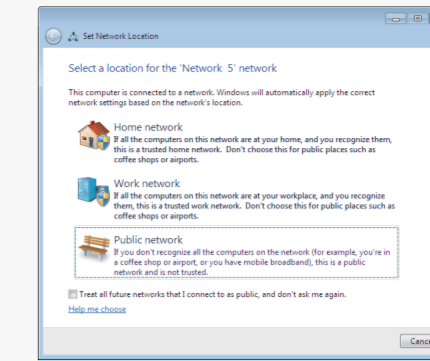 Set Network Location
Select a location for the 'Network 5' network
This computer is connected to a network. Windows will automatically apply the correct
network settings based on the network's location.
Home network
If all the computers on this network are at your home, and you recognize them,
this is a trusted home network. Don't choose this for public places such as
coffee shops or airports.
Work network
If all the computers on this network are at your workplace, and you recognize
them, this is a trusted work network. Don't choose this for public places such as
coffee shops or airports.
Public network
If you don't recognize all the computers on the network (for example, you're in
a coffee shop or airport, or you have mobile broadband), this is a public
network and is not trusted.
Treat all future networks that I connect to as public, and don't ask me again.
Help me choose
Cance